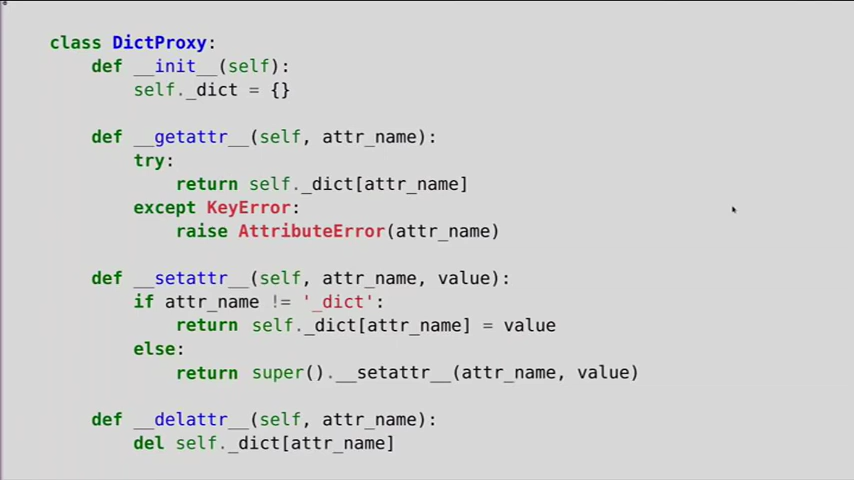 class DictProxy:
    def __init__(self):
        self._dict = {}

    def __getattr__(self, attr_name):
        try:
            return self._dict[attr_name]
        except KeyError:
            raise AttributeError(attr_name)

    def __setattr__(self, attr_name, value):
        if attr_name != '_dict':
            return self._dict[attr_name] = value
        else:
            return super().__setattr__(attr_name, value)

    def __delattr__(self, attr_name):
        del self._dict[attr_name]